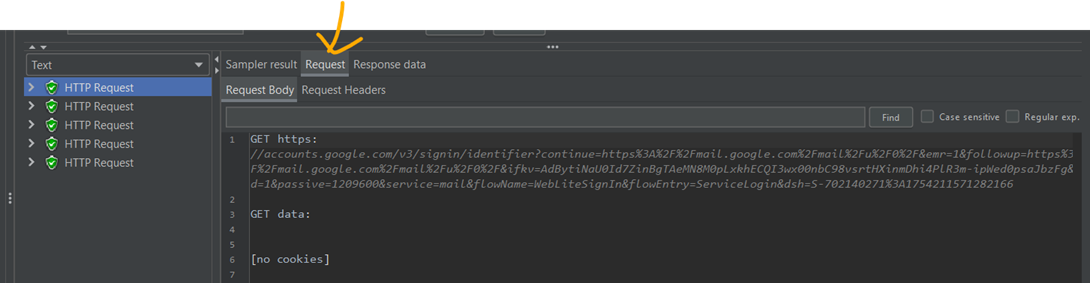 Text
Sampler result Request Response data
HTTP Request
HTTP Request
HTTP Request
HTTP Request
HTTP Request
Request Body Request Headers
Find Case sensitive Regular exp.
1 GET https:
//accounts.google.com/v3/signin/identifier?continue=https%3A%2F%2Fmail.google.com%2Fmail%2Fu%2F0%2F&emr=1&followup=https%3
F%2Fmail.google.com%2Fmail%2Fu%2F0%2F&ifkv=AdBytiNaU0Id7ZinBgTAeMN8M0pLxkhECQI3wx00nbC98vsrtHXinmDhi4PlR3m-ipWed0psaJbzFg&
d=1&passive=1209600&service=mail&flowName=WebLiteSignIn&flowEntry=ServiceLogin&dsh=S-702140271%3A1754211571282166
2
3 GET data:
4
5
6 [no cookies]
7